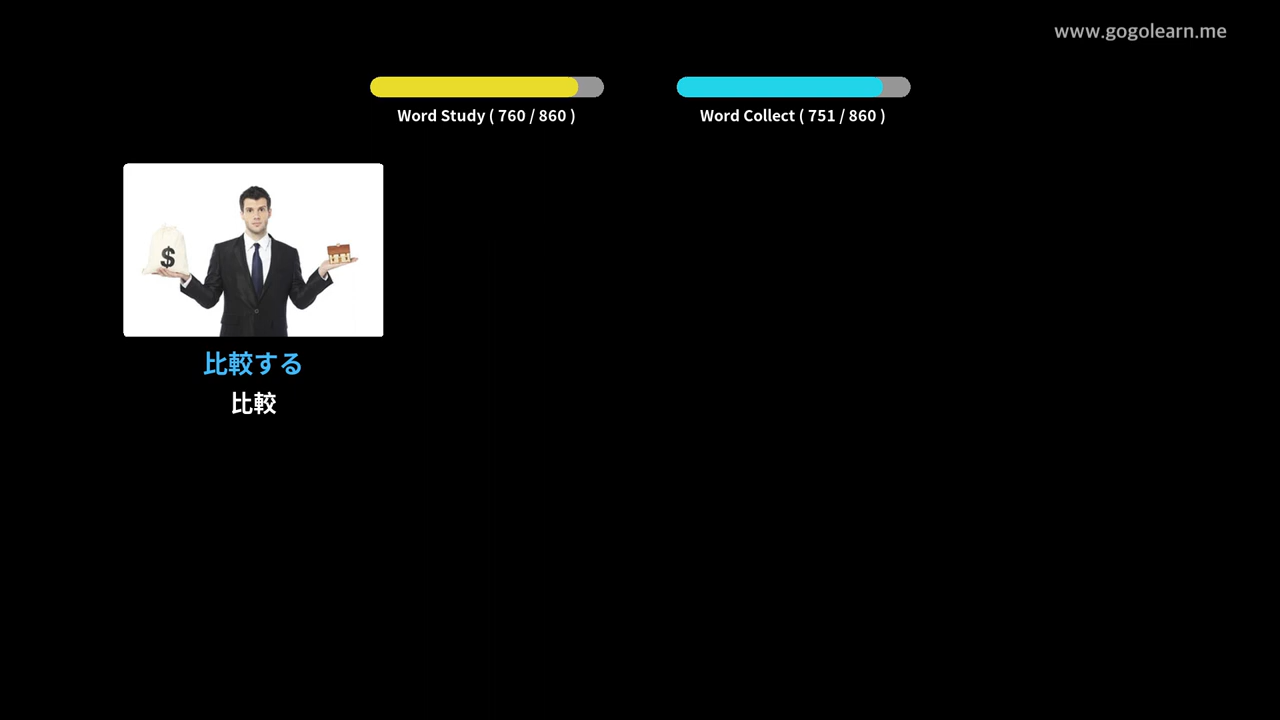 www.gogolearn.me
Word Study ( 760 / 860 )
Word Collect ( 751 / 860 )
$
比較する
比較